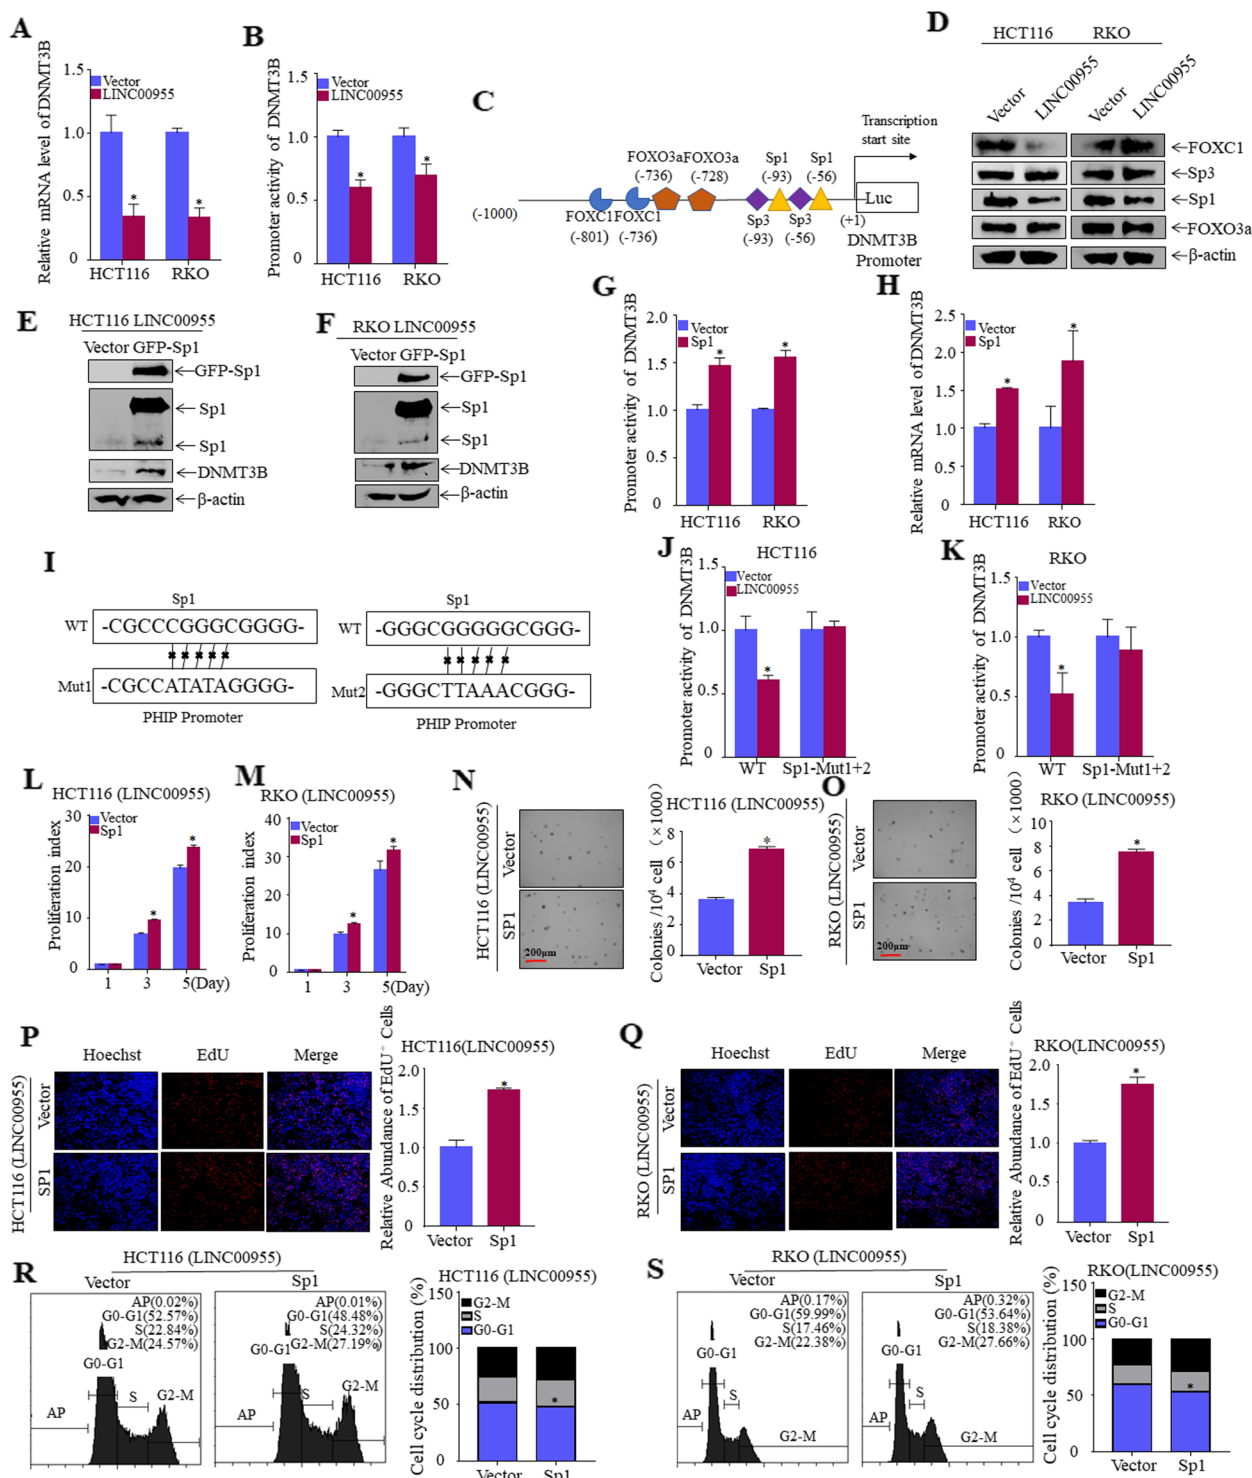 A
Relative mRNA level of DNMT3B
1.5
1.0
0.5
0
Vector
LINC00955
*
*
HCT116
RKO
B
Promoter activity of DNMT3B
1.5
1.0
0.5
0
Vector
LINC00955
*
*
HCT116
RKO
C
Transcription
start site
FOXO3a
FOXO3a
Sp1
Sp1
(-736)
(-728)
(-93)
(-56)
(-1000)
Luc
FOXC1
FOXC1
Sp3
Sp3
(+1)
(-801)
(-736)
(-93)
(-56)
DNMT3B
Promoter
D
HCT116
RKO
Vector
LINC00955
Vector
LINC00955
←FOXC1
←Sp3
←Sp1
←FOXO3a
←β-actin
E
HCT116 LINC00955
Vector GFP-Sp1
←GFP-Sp1
←Sp1
←Sp1
←DNMT3B
←β-actin
F
RKO LINC00955
Vector GFP-Sp1
←GFP-Sp1
←Sp1
←Sp1
←DNMT3B
←β-actin
G
Promoter activity of DNMT3B
2.0
1.5
1.0
0.5
0
Vector
Sp1
*
*
HCT116
RKO
H
Relative mRNA level of DNMT3B
2.5
2.0
1.5
1.0
0.5
0
Vector
Sp1
*
*
HCT116
RKO
I
Sp1
WT
-CGCCCGGGCGGGG-
Mut1
-CGCCATATAGGGG-
PHIP Promoter
Sp1
WT
-GGGCGGGGGCGGG-
Mut2
-GGGCTTAAACGGG-
PHIP Promoter
J
HCT116
Promoter activity of DNMT3B
1.5
1.0
0.5
0
Vector
LINC00955
*
WT
Sp1-Mut1+2
K
RKO
Promoter activity of DNMT3B
1.5
1.0
0.5
0
Vector
LINC00955
*
WT
Sp1-Mut1+2
L
HCT116 (LINC00955)
Proliferation index
30
20
10
0
Vector
Sp1
*
*
1
3
5(Day)
M
RKO (LINC00955)
Proliferation index
40
30
20
10
0
Vector
Sp1
*
*
1
3
5(Day)
N
HCT116 (LINC00955)
Vector
SP1
200μm
HCT116 (LINC00955)
Colonies /10⁴ cell (×1000)
8
6
4
2
0
*
Vector
Sp1
O
RKO (LINC00955)
Vector
SP1
200μm
RKO (LINC00955)
Colonies /10⁴ cell (×1000)
10
8
6
4
2
0
*
Vector
Sp1
P
HCT116 (LINC00955)
Vector
SP1
Hoechst
EdU
Merge
HCT116(LINC00955)
Relative Abundance of EdU⁺ Cells
2.0
1.5
1.0
0.5
0
*
Vector
Sp1
Q
RKO (LINC00955)
Vector
SP1
Hoechst
EdU
Merge
RKO(LINC00955)
Relative Abundance of EdU⁺ Cells
2.0
1.5
1.0
0.5
0
*
Vector
Sp1
R
HCT116 (LINC00955)
Vector
Sp1
AP(0.02%)
G0-G1(52.57%)
S(22.84%)
G2-M(24.57%)
G0-G1
S
G2-M
AP
AP(0.01%)
G0-G1(48.48%)
S(24.32%)
G2-M(27.19%)
G0-G1
S
G2-M
AP
HCT116 (LINC00955)
Cell cycle distribution (%)
150
100
50
0
G2-M
S
G0-G1
*
Vector
Sp1
S
RKO (LINC00955)
Vector
Sp1
AP(0.17%)
G0-G1(59.99%)
S(17.46%)
G2-M(22.38%)
G0-G1
S
AP
G2-M
AP(0.32%)
G0-G1(53.64%)
S(18.38%)
G2-M(27.66%)
G0-G1
S
AP
G2-M
RKO(LINC00955)
Cell cycle distribution (%)
150
100
50
0
G2-M
S
G0-G1
*
Vector
Sp1